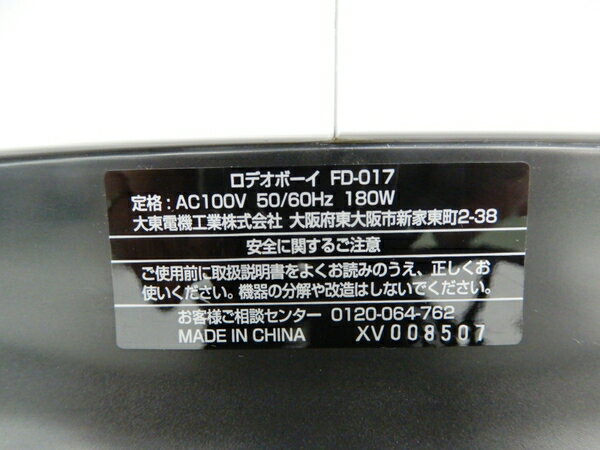 ロデオボーイ FD-017
定格：AC100V 50/60Hz 180W
大東電機工業株式会社 大阪府東大阪市新家東町2-38
安全に関するご注意
ご使用前に取扱説明書をよくお読みのうえ、正しくお
使いください。機器の分解や改造はしないでください。
お客様ご相談センター 0120-064-762
MADE IN CHINA XV008507